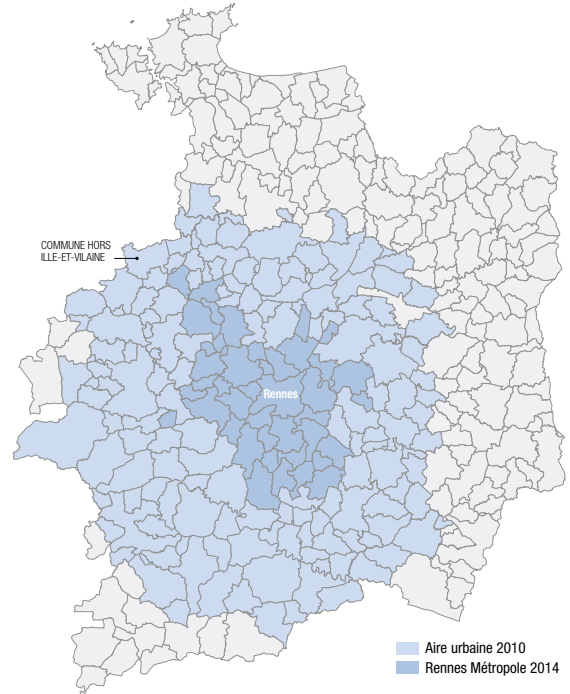 COMMUNE HORS
ILLE-ET-VILAINE
Rennes
Aire urbaine 2010
Rennes Métropole 2014